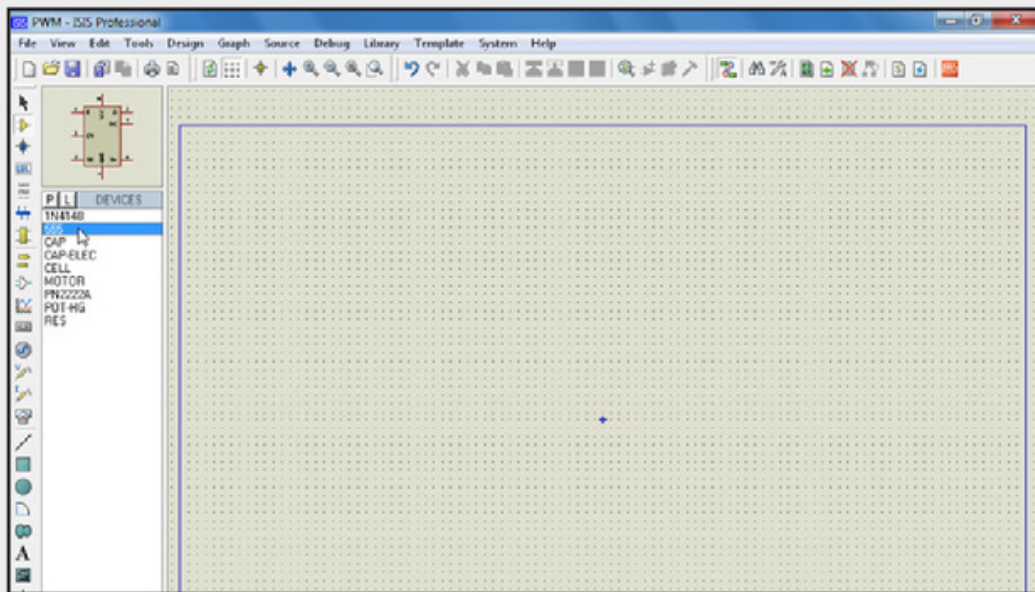 ISIS PWM - ISIS Professional
File View Edit Tools Design Graph Source Debug Library Template System Help
P L DEVICES
1N4148
555
CAP
CAP-ELEC
CELL
MOTOR
PN2222A
POT-HG
RES
A